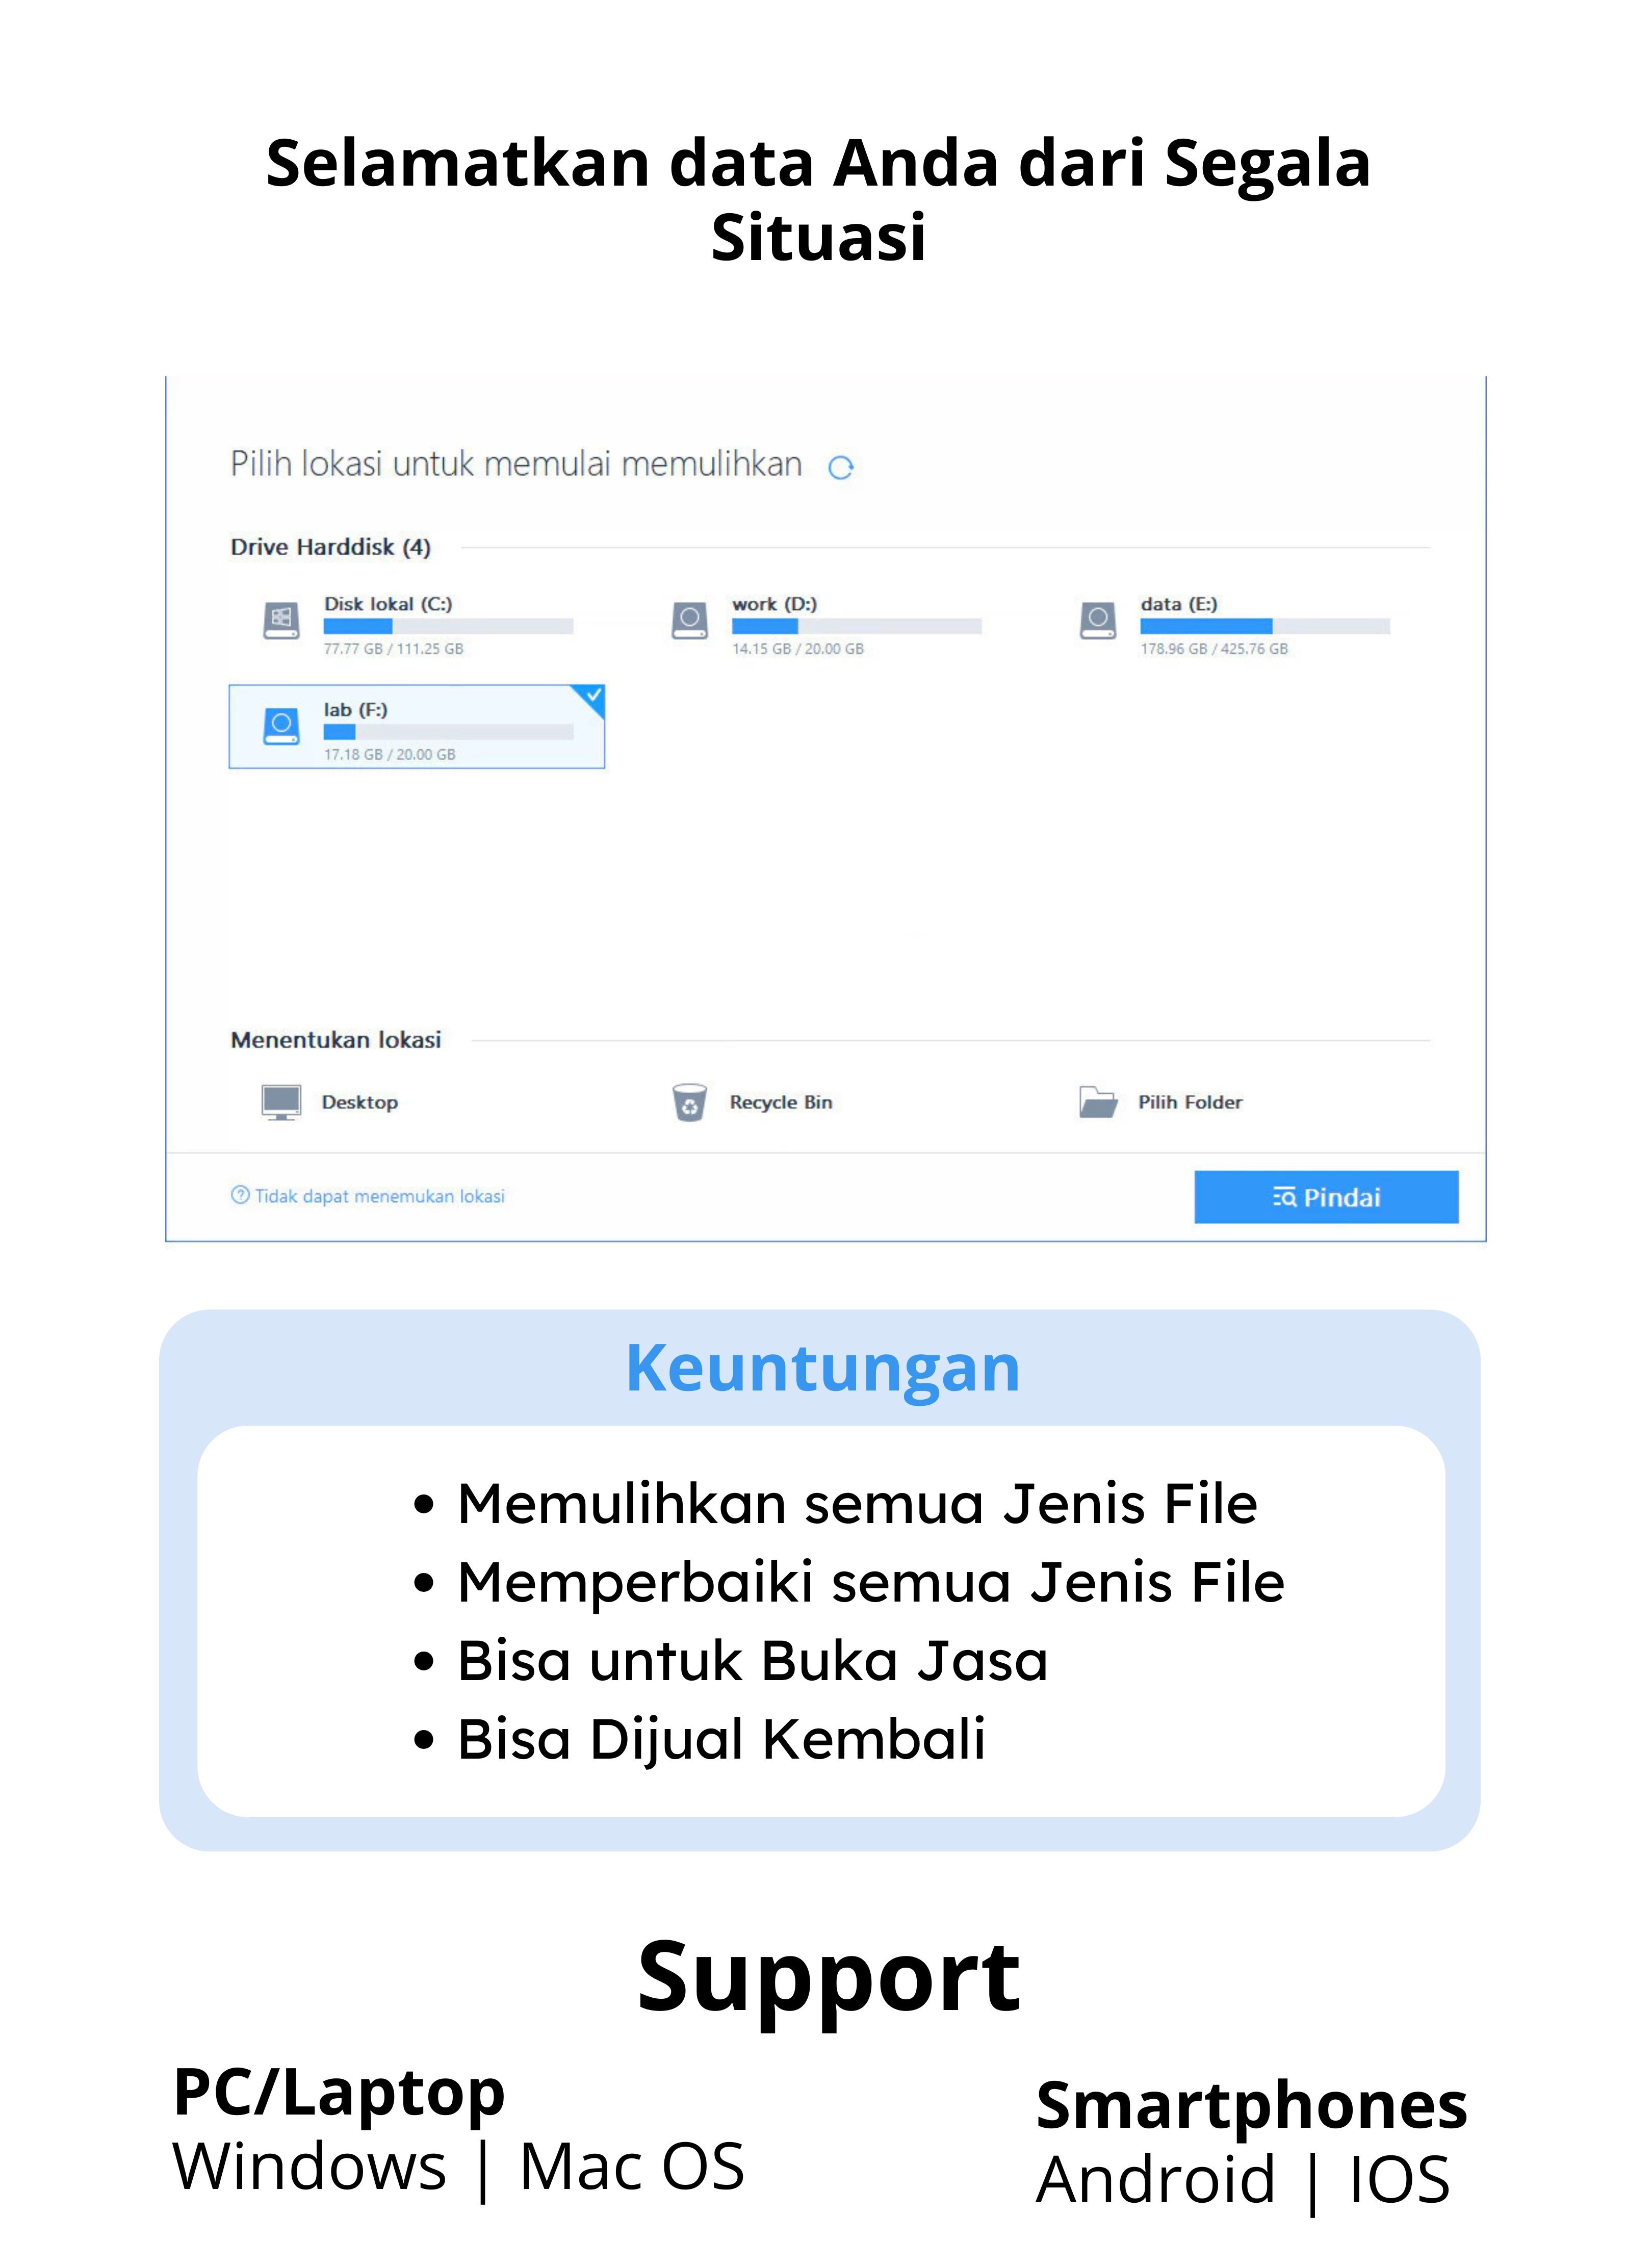 Selamatkan data Anda dari Segala
Situasi
Pilih lokasi untuk memulai memulihkan
Drive Harddisk (4)
Disk lokal (C:)
77.77 GB / 111.25 GB
work (D:)
14.15 GB / 20.00 GB
data (E:)
178.96 GB / 425.76 GB
lab (F:)
17.18 GB / 20.00 GB
Menentukan lokasi
Desktop
Recycle Bin
Pilih Folder
Tidak dapat menemukan lokasi
Pindai
Keuntungan
• Memulihkan semua Jenis File
• Memperbaiki semua Jenis File
• Bisa untuk Buka Jasa
• Bisa Dijual Kembali
Support
PC/Laptop
Windows | Mac OS
Smartphones
Android | IOS